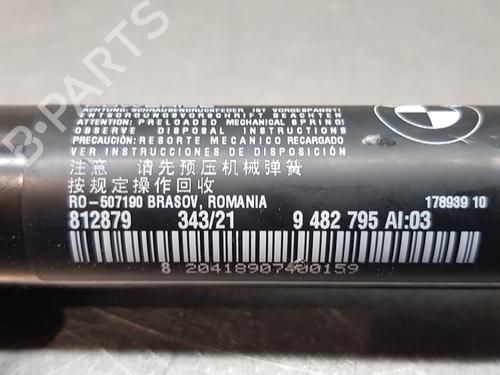 B-PARTS
ACHTUNG: SCHRAUBENDRUCKFEDER IST VORGESPANNT!
ENTSORGUNGSVORSCHRIFT BEACHTEN
ATTENTION: PRELOADED MECHANICAL SPRING!
OBSERVE DISPOSAL INSTRUCTIONS
PRECAUCIÓN: RESORTE MECANICO RECARGADO
VER INSTRUCCIONES DE DESECHADO
注意 请先预压机械弹簧
按规定操作回收
RO-507190 BRASOV, ROMANIA 178939 10
812879 343/21 9 482 795 AI:03
8 20418907400159